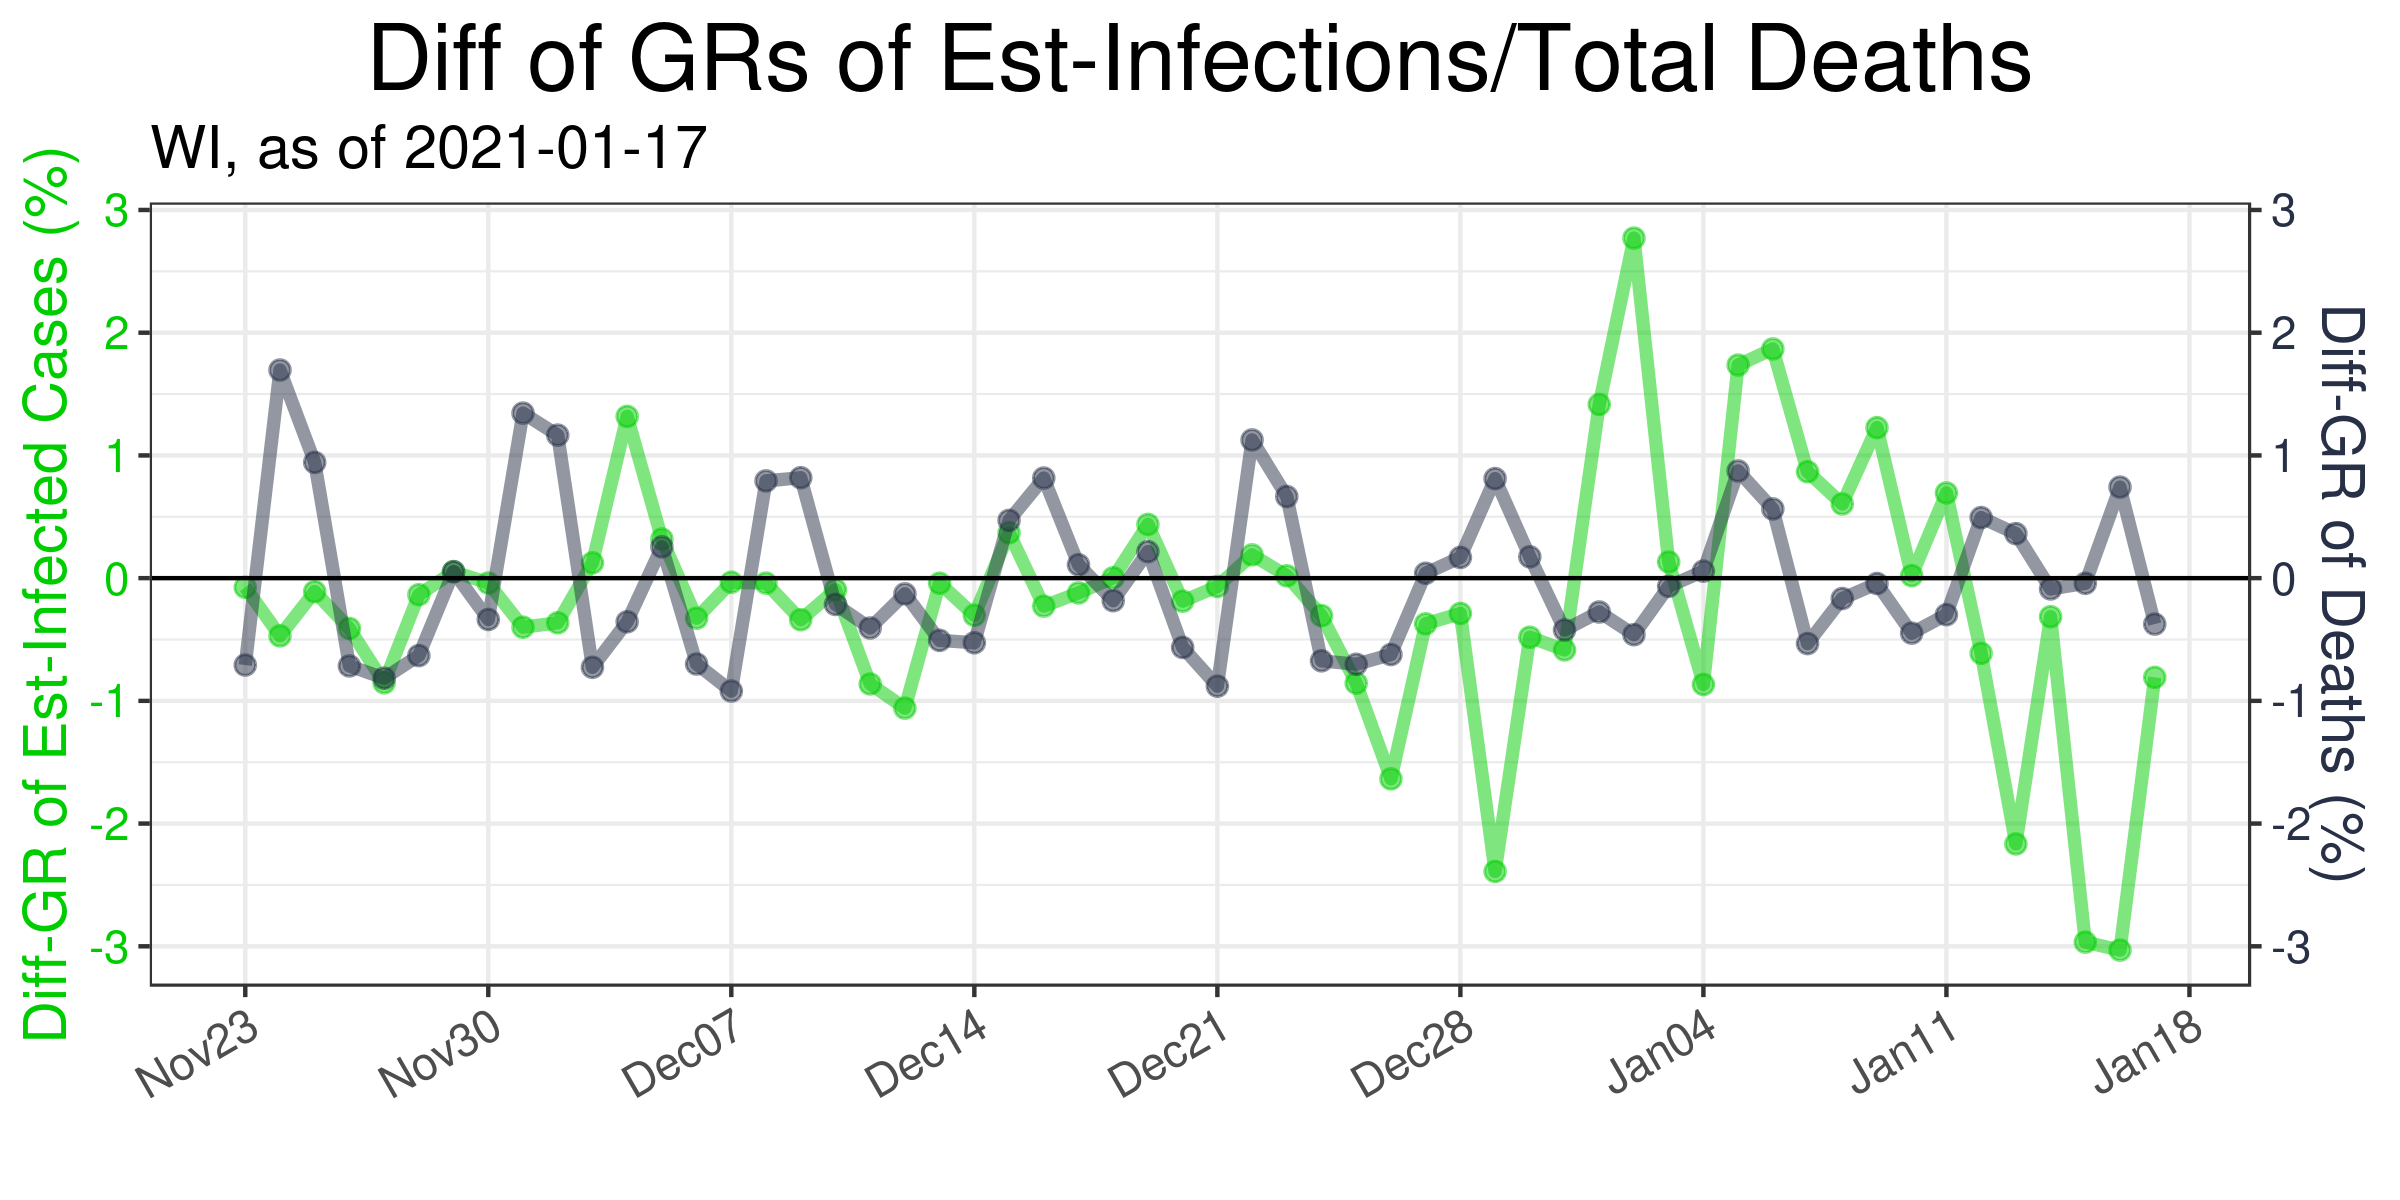 Diff of GRs of Est-Infections/Total Deaths
WI, as of 2021-01-17
Diff-GR of Est-Infected Cases (%)
3
2
1
0
-1
-2
-3
3
2
1
0
-1
-2
-3
Diff-GR of Deaths (%)
Nov23
Nov30
Dec07
Dec14
Dec21
Dec28
Jan04
Jan11
Jan18